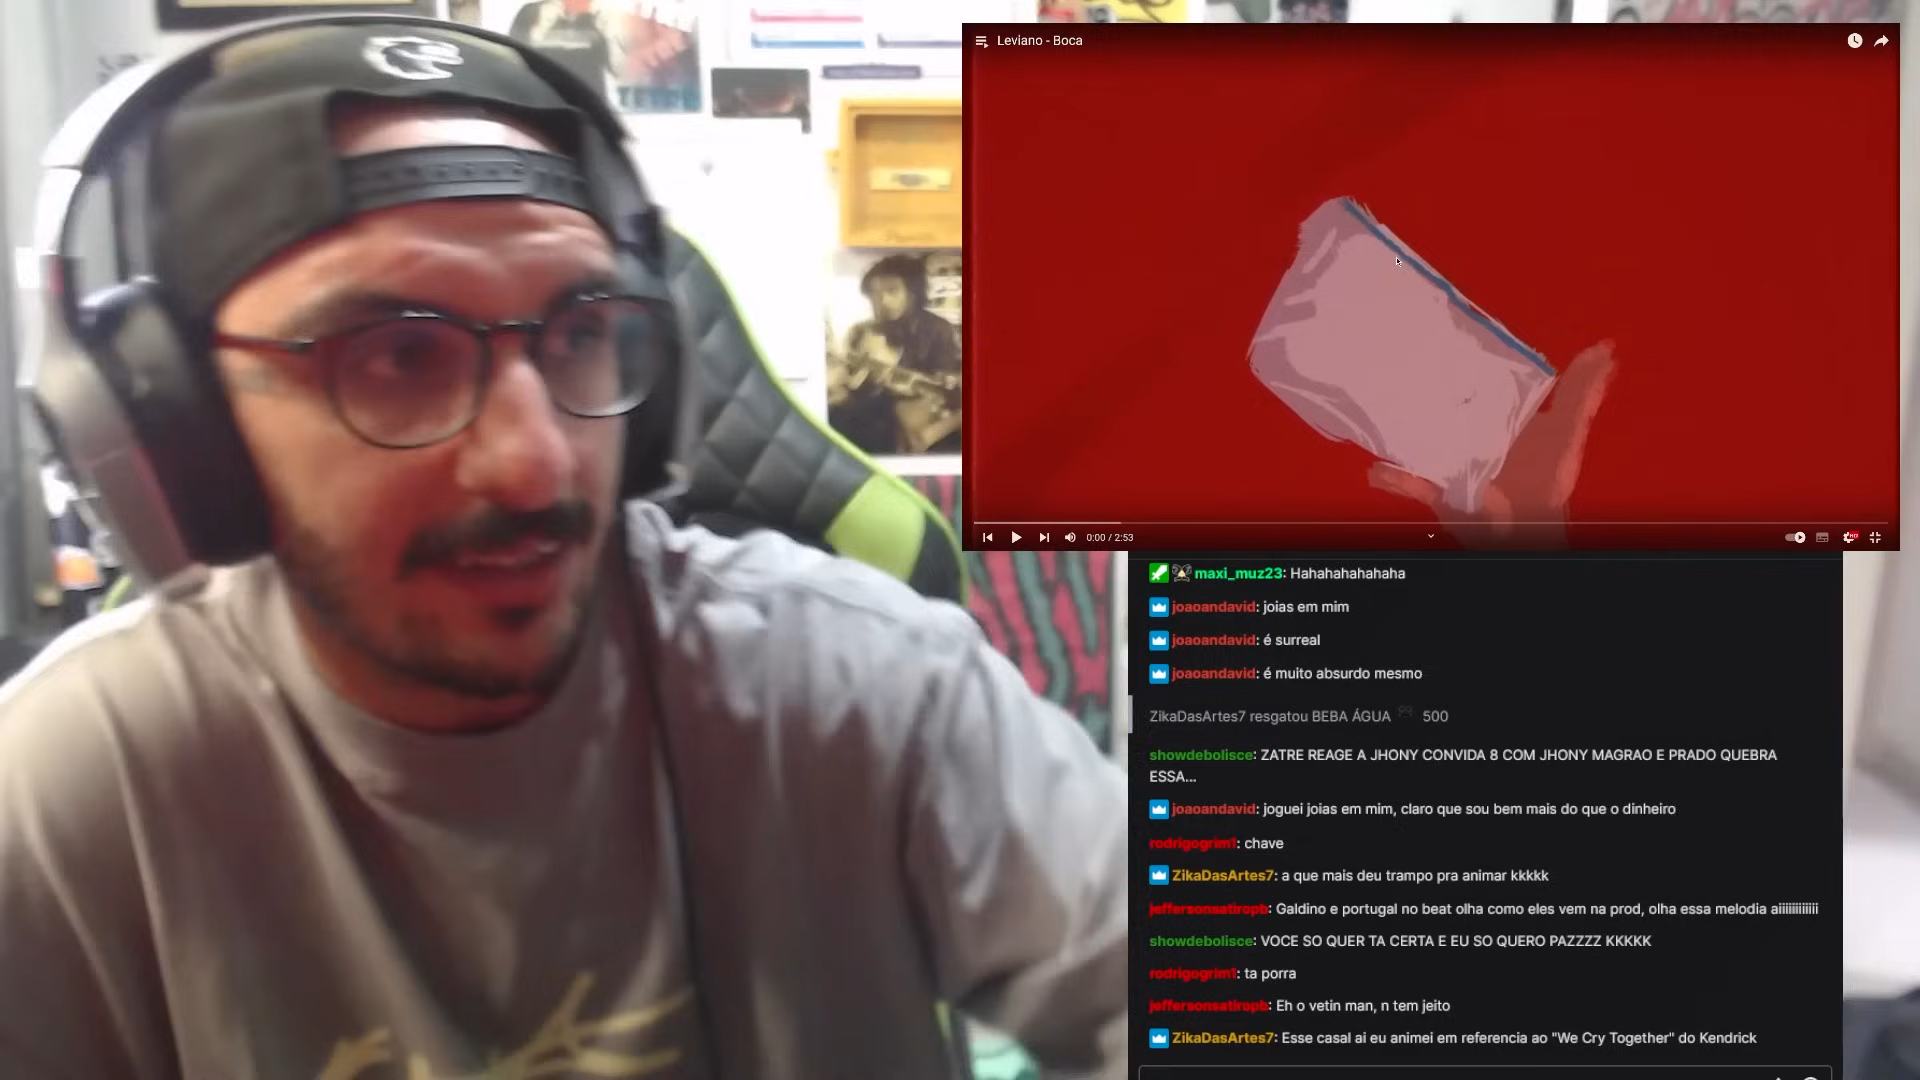 Leviano - Boca
0:00 / 2:53
maxi_muz23: Hahahahahahaha
joaoandavid: joias em mim
joaoandavid: é surreal
joaoandavid: é muito absurdo mesmo
ZikaDasArtes7 resgatou BEBA ÁGUA 500
showdebolisce: ZATRE REAGE A JHONY CONVIDA 8 COM JHONY MAGRAO E PRADO QUEBRA
ESSA...
joaoandavid: joguei joias em mim, claro que sou bem mais do que o dinheiro
rodrigogrim1: chave
ZikaDasArtes7: a que mais deu trampo pra animar kkkkk
jeffersonsatiropb: Galdino e portugal no beat olha como eles vem na prod, olha essa melodia aiiiiiiiiiiii
showdebolisce: VOCE SO QUER TA CERTA E EU SO QUERO PAZZZZ KKKKK
rodrigogrim1: ta porra
jeffersonsatiropb: Eh o vetin man, n tem jeito
ZikaDasArtes7: Esse casal ai eu animei em referencia ao "We Cry Together" do Kendrick